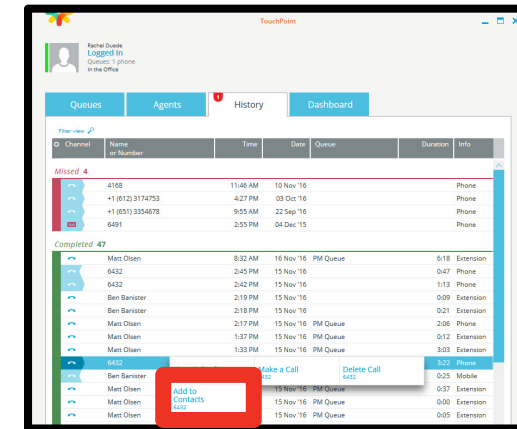 TouchPoint
Rachel Duede
Logged In
Queues: 1 phone
In the Office
Queues Agents 1 History Dashboard
Filter view
Channel Name or Number Time Date Queue Duration Info
Missed 4
4168 11:46 AM 10 Nov '16 Phone
+1 (612) 3174753 4:27 PM 03 Oct '16 Phone
+1 (651) 3354678 9:55 AM 22 Sep '16 Phone
6491 2:55 PM 04 Dec '15 Phone
Completed 47
Matt Olsen 8:32 AM 16 Nov '16 PM Queue 6:18 Extension
6432 2:45 PM 15 Nov '16 0:47 Phone
6432 2:42 PM 15 Nov '16 1:13 Phone
Ben Banister 2:19 PM 15 Nov '16 0:09 Extension
Ben Banister 2:18 PM 15 Nov '16 0:21 Extension
Matt Olsen 2:17 PM 15 Nov '16 PM Queue 2:06 Phone
Matt Olsen 1:37 PM 15 Nov '16 PM Queue 0:12 Extension
Matt Olsen 1:33 PM 15 Nov '16 PM Queue 3:03 Extension
6432 3:22 Phone
Make a Call Delete Call
6432 6432
Ben Banister 0:25 Mobile
Add to
Contacts
6432
Matt Olsen 15 Nov '16 PM Queue 0:37 Extension
Matt Olsen 15 Nov '16 PM Queue 0:00 Extension
Matt Olsen 15 Nov '16 PM Queue 0:05 Extension